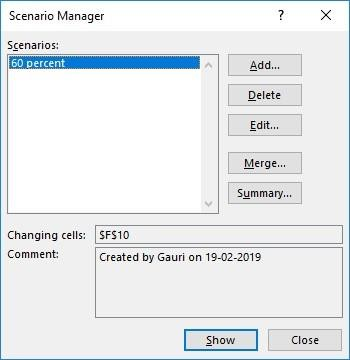 Scenario Manager ? ×
Scenarios:
60 percent
Add...
Delete
Edit...
Merge...
Summary...
Changing cells: $F$10
Comment: Created by Gauri on 19-02-2019
Show Close